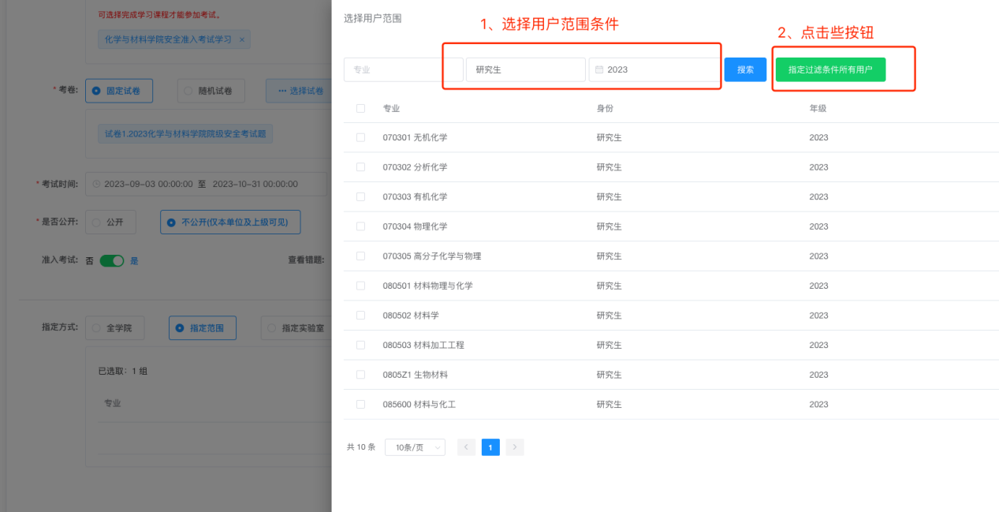 可选择完成学习课程才能参加考试。
化学与材料学院安全准入考试学习 ×
* 考卷: 固定试卷 随机试卷 ··· 选择试卷
试卷1.2023化学与材料学院院级安全考试题
* 考试时间: 2023-09-03 00:00:00 至 2023-10-31 00:00:00
* 是否公开: 公开 不公开(仅本单位及上级可见)
准入考试: 否 是 查看错题:
指定方式: 全学院 指定范围 指定实验室
已选取: 1 组
专业
选择用户范围
1、选择用户范围条件
2、点击些按钮
专业 研究生 2023 搜索 指定过滤条件所有用户
专业 身份 年级
070301 无机化学 研究生 2023
070302 分析化学 研究生 2023
070303 有机化学 研究生 2023
070304 物理化学 研究生 2023
070305 高分子化学与物理 研究生 2023
080501 材料物理与化学 研究生 2023
080502 材料学 研究生 2023
080503 材料加工工程 研究生 2023
0805Z1 生物材料 研究生 2023
085600 材料与化工 研究生 2023
共 10 条 10条/页 < 1 >